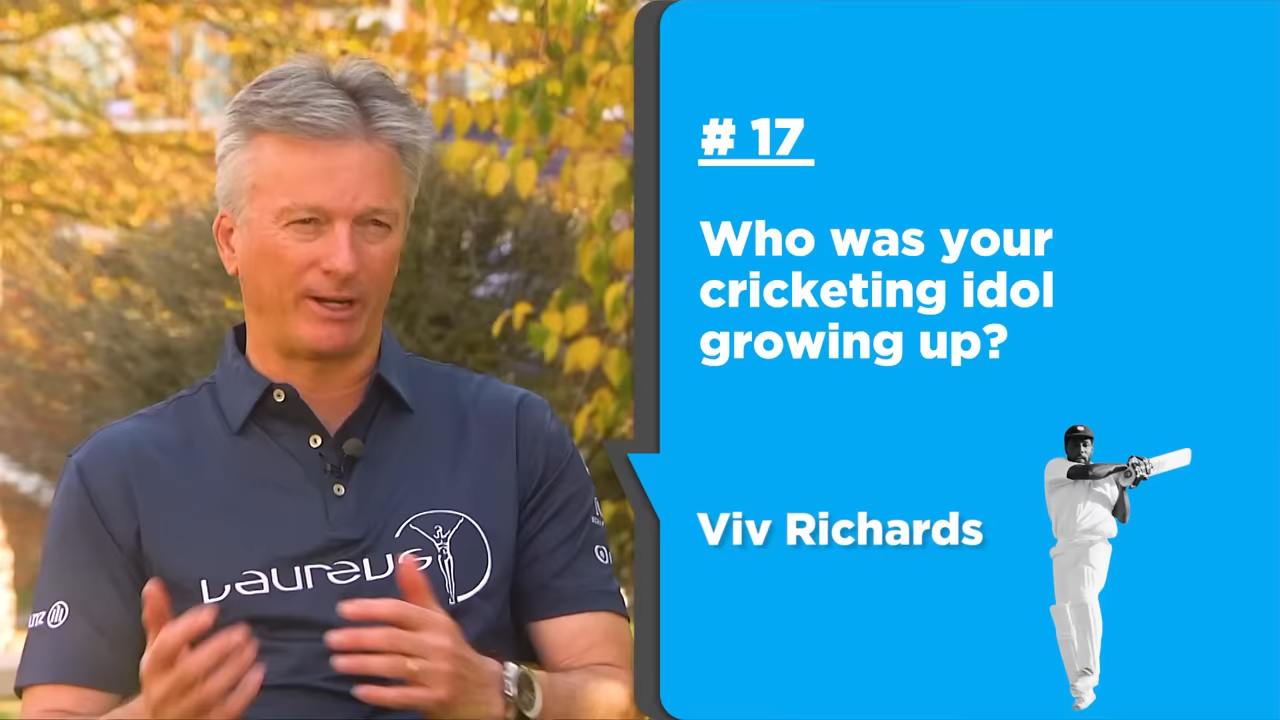 # 17
Who was your
cricketing idol
growing up?
Viv Richards
Laureus